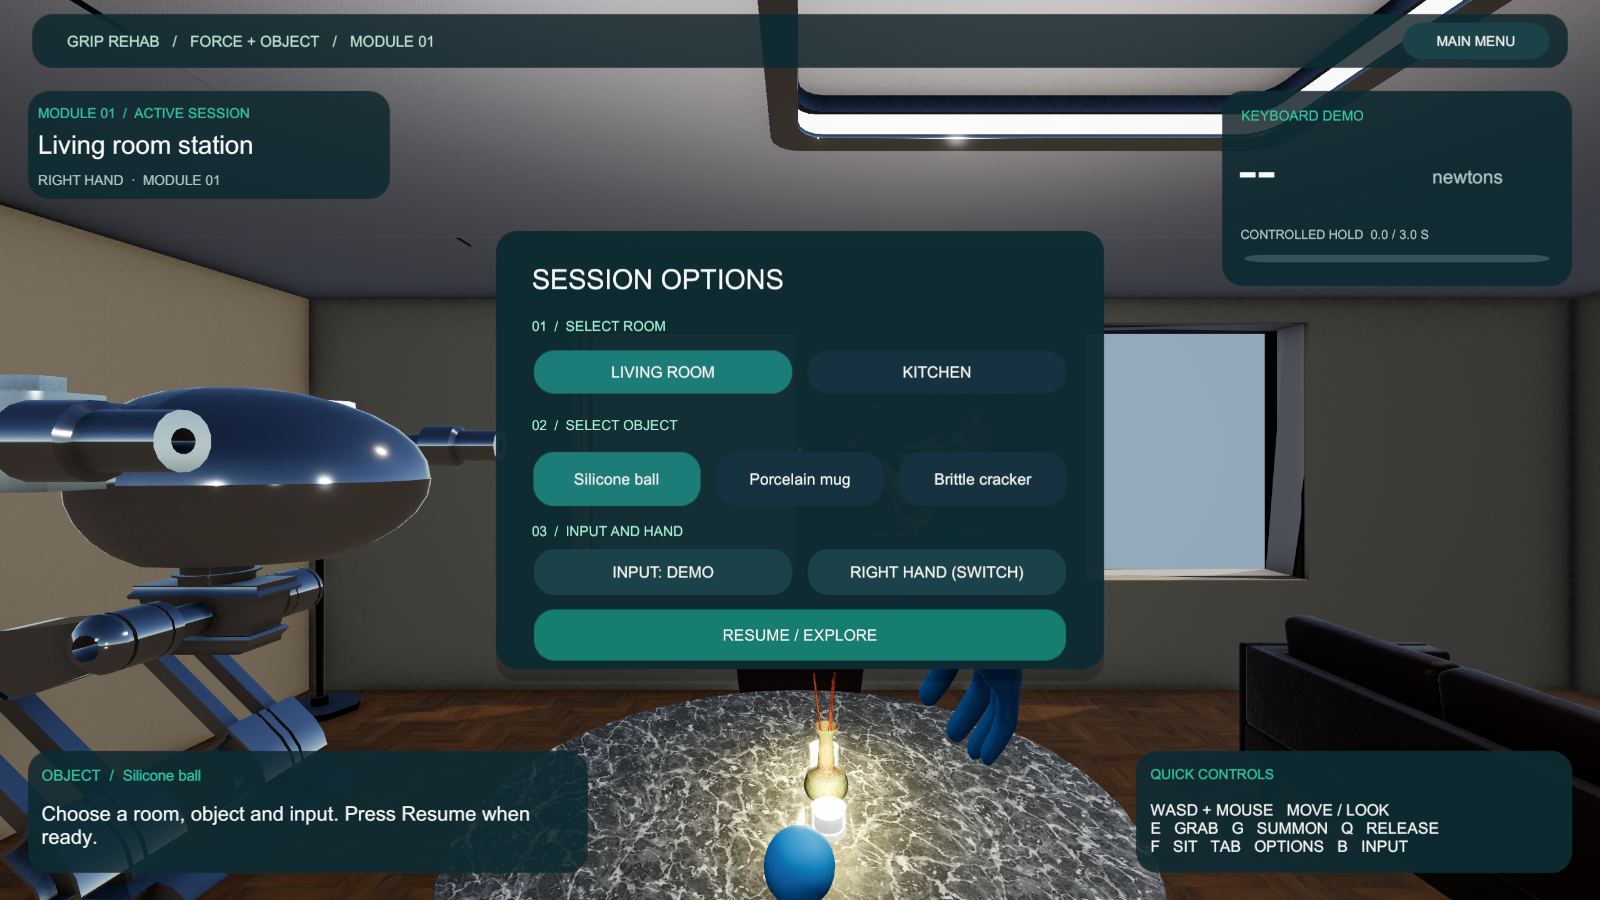 GRIP REHAB / FORCE + OBJECT / MODULE 01
MAIN MENU
MODULE 01 / ACTIVE SESSION
Living room station
RIGHT HAND · MODULE 01
KEYBOARD DEMO
-- newtons
CONTROLLED HOLD 0.0 / 3.0 S
SESSION OPTIONS
01 / SELECT ROOM
LIVING ROOM KITCHEN
02 / SELECT OBJECT
Silicone ball Porcelain mug Brittle cracker
03 / INPUT AND HAND
INPUT: DEMO RIGHT HAND (SWITCH)
RESUME / EXPLORE
OBJECT / Silicone ball
Choose a room, object and input. Press Resume when
ready.
QUICK CONTROLS
WASD + MOUSE MOVE / LOOK
E GRAB G SUMMON Q RELEASE
F SIT TAB OPTIONS B INPUT